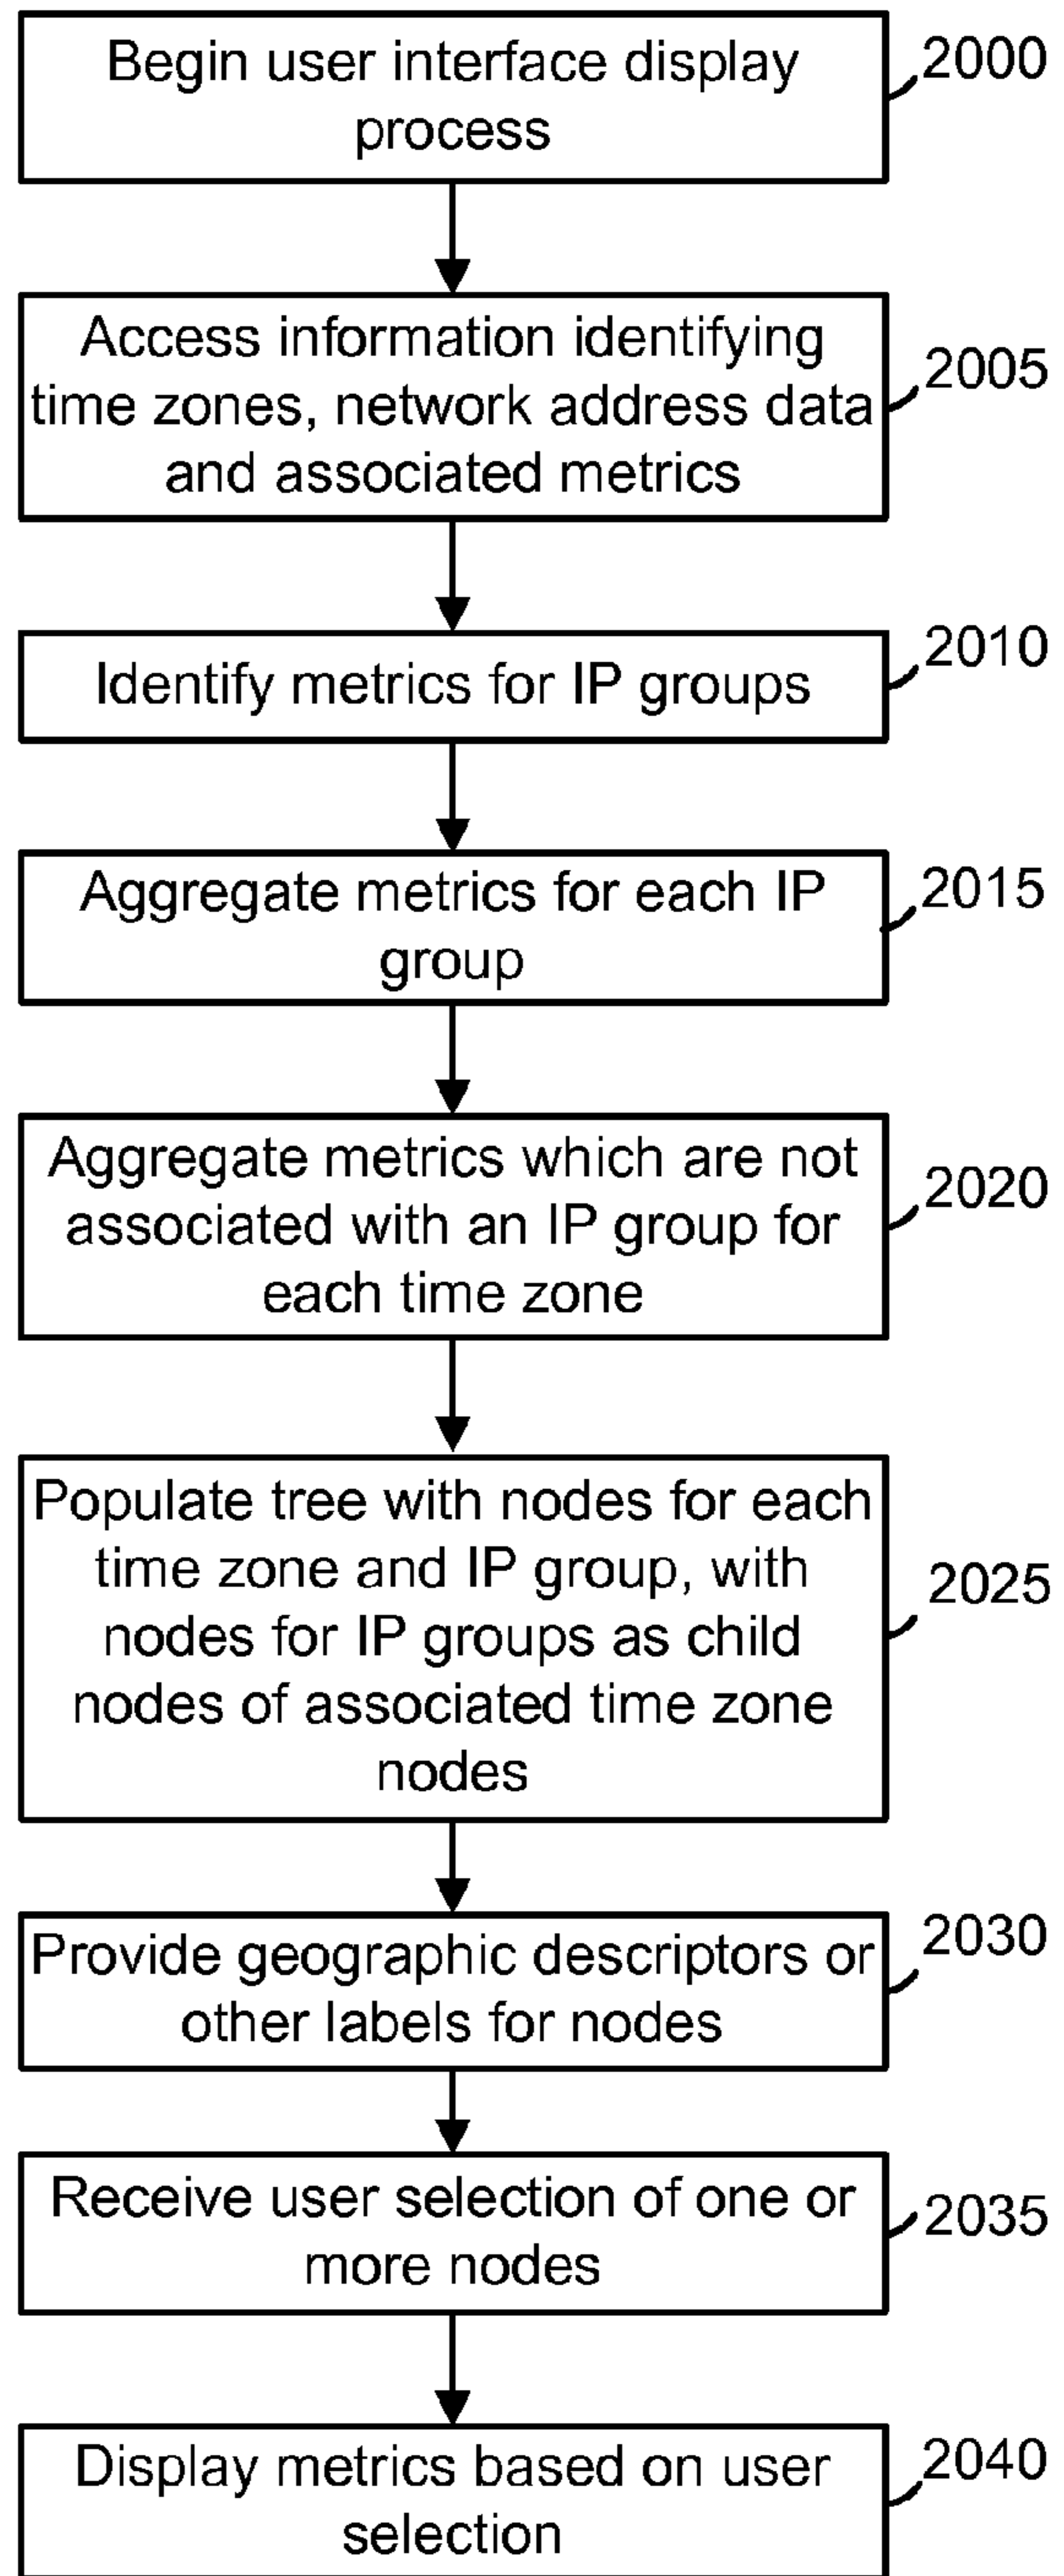 Begin user interface display
process
2000
Access information identifying
time zones, network address data
and associated metrics
2005
Identify metrics for IP groups
2010
Aggregate metrics for each IP
group
2015
Aggregate metrics which are not
associated with an IP group for
each time zone
2020
Populate tree with nodes for each
time zone and IP group, with
nodes for IP groups as child
nodes of associated time zone
nodes
2025
Provide geographic descriptors or
other labels for nodes
2030
Receive user selection of one or
more nodes
2035
Display metrics based on user
selection
2040